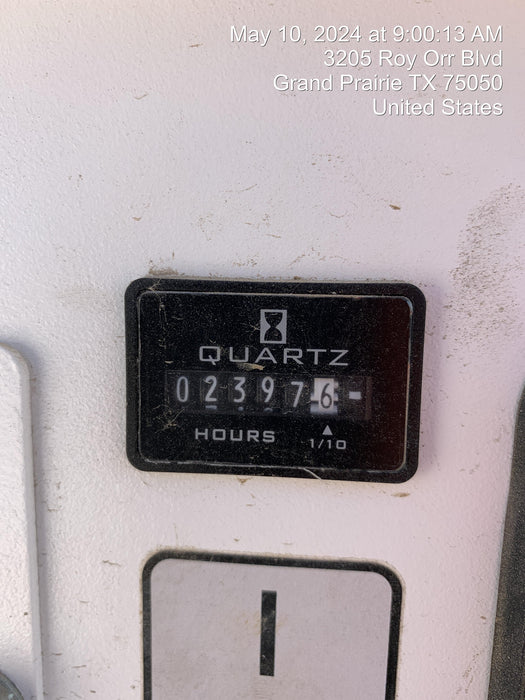 May 10, 2024 at 9:00:13 AM
3205 Roy Orr Blvd
Grand Prairie TX 75050
United States
QUARTZ
023976
HOURS
1/10